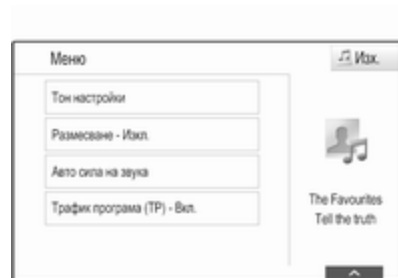 Меню
Изх.
Тон настройки
Размесване - Изкл.
Авто сила на звука
Трафик програма (TP) - Вкл.
The Favourites
Tell the truth